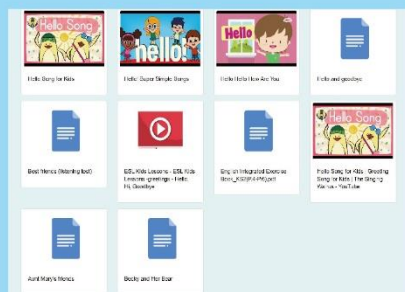 Hello Song
hello!
Hello
Hello Song for Kids
Hello! Super Simple Songs
Hello Hello How Are You
Hello and goodbye
Hello Song
Best friends (listening text)
ESL Kids Lessons - ESL Kids
Lessons - greetings - Hello,
Hi, Goodbye
English Integrated Exercise
Hello Song for Kids | Greeting
Song for Kids | The Singing
Walrus - YouTube
Aunt Mary's friends
Becky and Her Bear